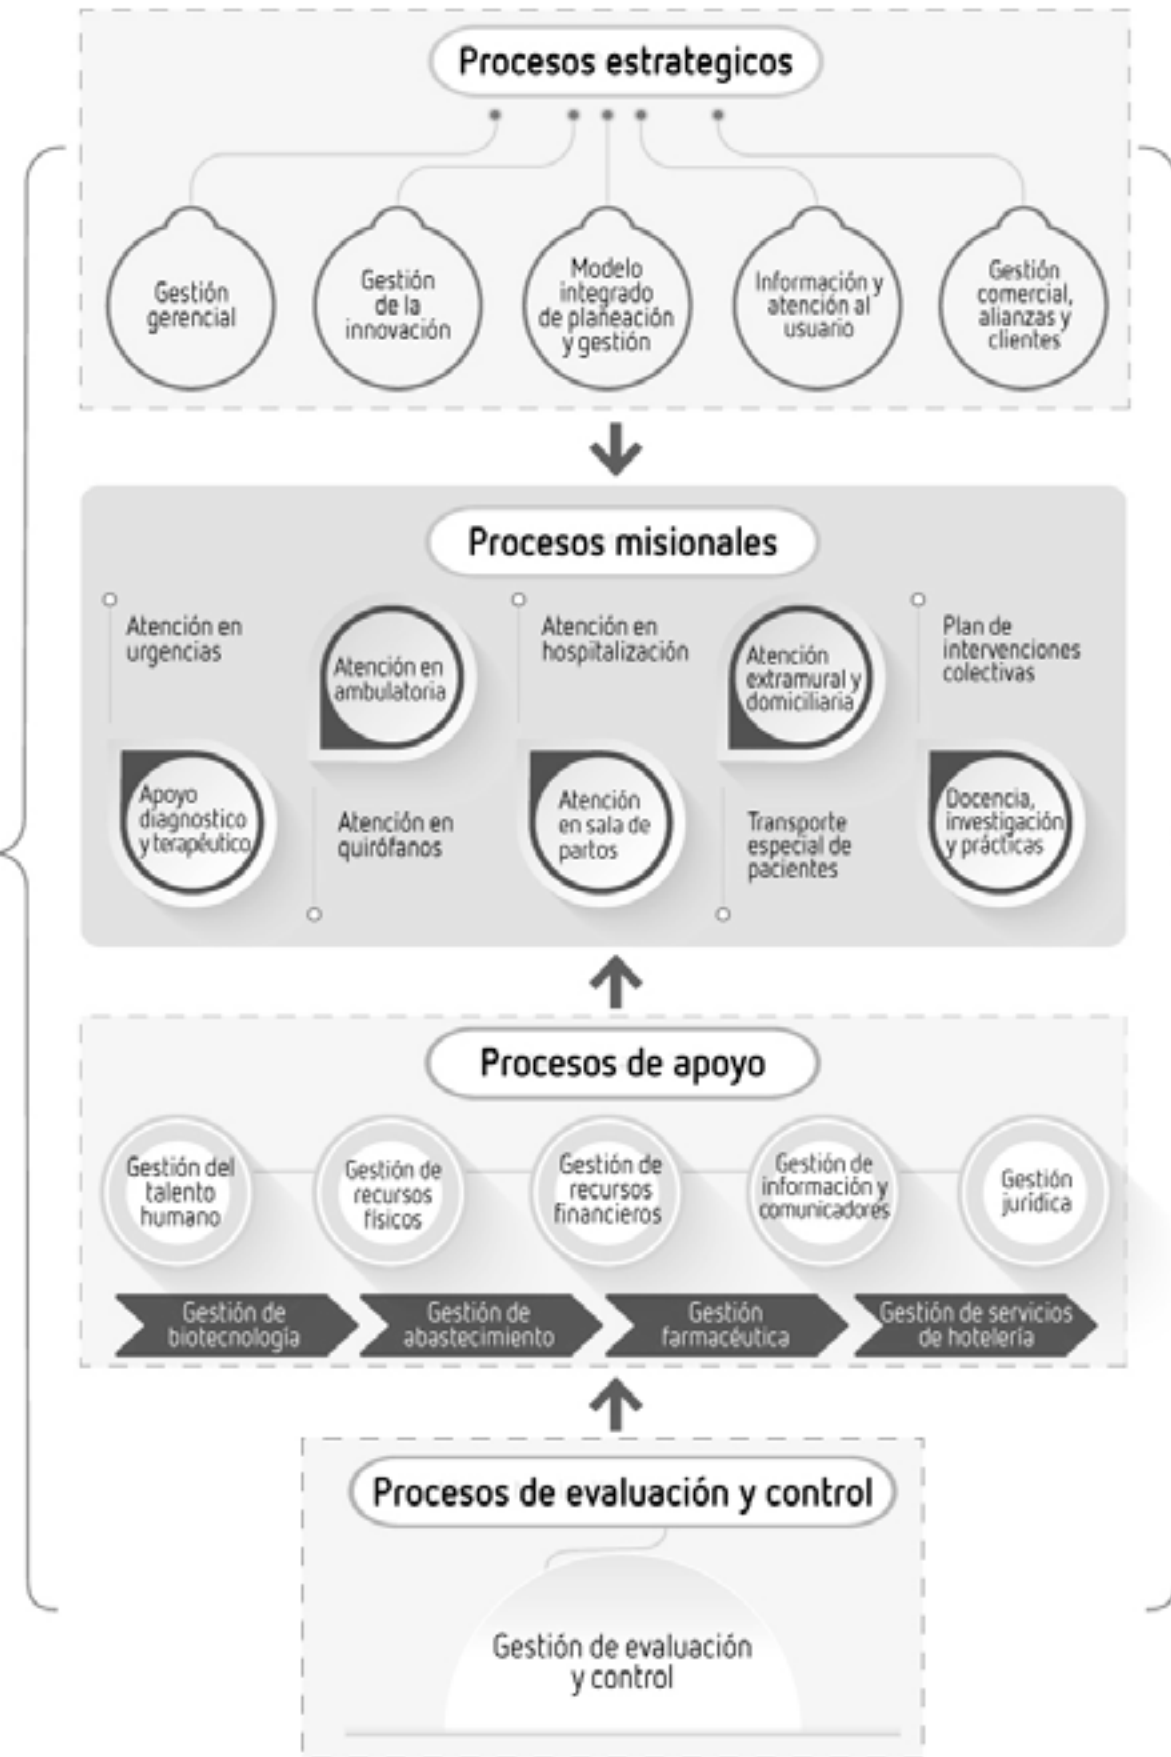 Procesos estrategicos
Gestión
gerencial
Gestión
de la
innovación
Modelo
integrado
de planeación
y gestión
Información y
atención al
usuario
Gestión
comercial,
alianzas y
clientes
Procesos misionales
Atención en
urgencias
Atención en
ambulatoria
Atención en
hospitalización
Atención
extramural y
domiciliaria
Plan de
intervenciones
colectivas
Apoyo
diagnostico
y terapéutico
Atención en
quirófanos
Atención
en sala de
partos
Transporte
especial de
pacientes
Docencia,
investigación
y prácticas
Procesos de apoyo
Gestión del
talento
humano
Gestión de
recursos
físicos
Gestión de
recursos
financieros
Gestión de
información y
comunicadores
Gestión
jurídica
Gestión de
biotecnología
Gestión de
abastecimiento
Gestión
farmacéutica
Gestión de servicios
de hotelería
Procesos de evaluación y control
Gestión de evaluación
y control